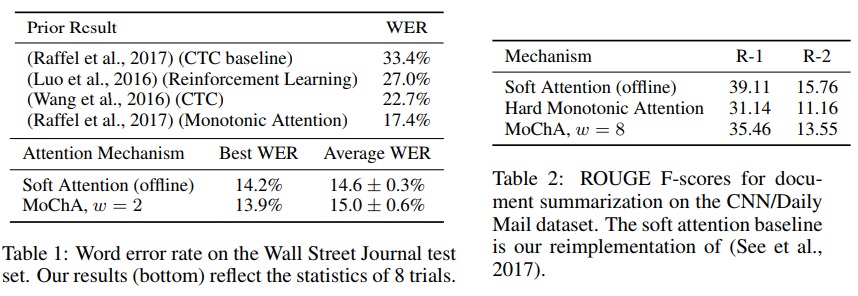 Prior Result WER
(Raffel et al., 2017) (CTC baseline) 33.4%
(Luo et al., 2016) (Reinforcement Learning) 27.0%
(Wang et al., 2016) (CTC) 22.7%
(Raffel et al., 2017) (Monotonic Attention) 17.4%
Attention Mechanism Best WER Average WER
Soft Attention (offline) 14.2% 14.6 ± 0.3%
MoChA, w = 2 13.9% 15.0 ± 0.6%
Table 1: Word error rate on the Wall Street Journal test
set. Our results (bottom) reflect the statistics of 8 trials.
Mechanism R-1 R-2
Soft Attention (offline) 39.11 15.76
Hard Monotonic Attention 31.14 11.16
MoChA, w = 8 35.46 13.55
Table 2: ROUGE F-scores for docu-
ment summarization on the CNN/Daily
Mail dataset. The soft attention baseline
is our reimplementation of (See et al.,
2017).